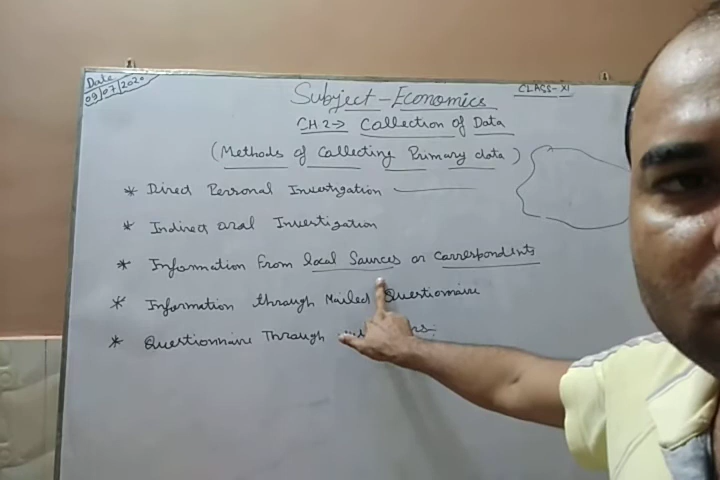 Date
09/07/2020
CLASS-XI
Subject-Economics
CH.2→ Collection of Data
(Methods of Collecting Primary data)
* Direct Personal Investigation
* Indirect oral Investigation
* Information from local Sources or Correspondents
* Information through Mailed Questionnaire
* Questionnaire Through